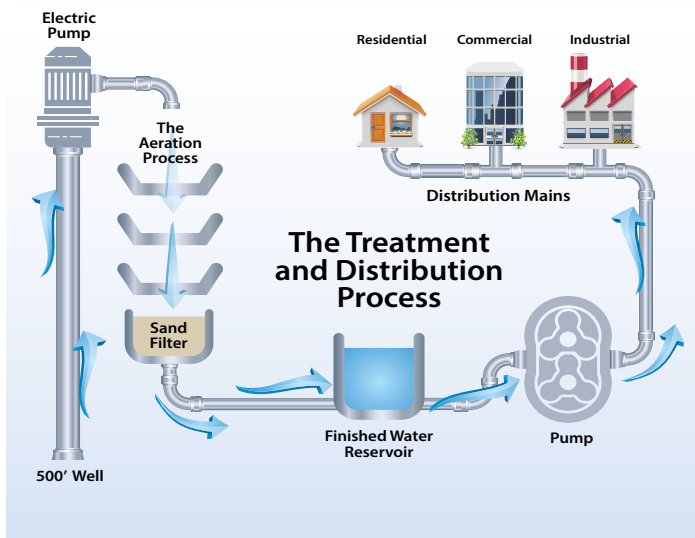 Electric
Pump
Residential
Commercial
Industrial
The
Aeration
Process
Distribution Mains
The Treatment
and Distribution
Process
Sand
Filter
Finished Water
Reservoir
Pump
500’ Well